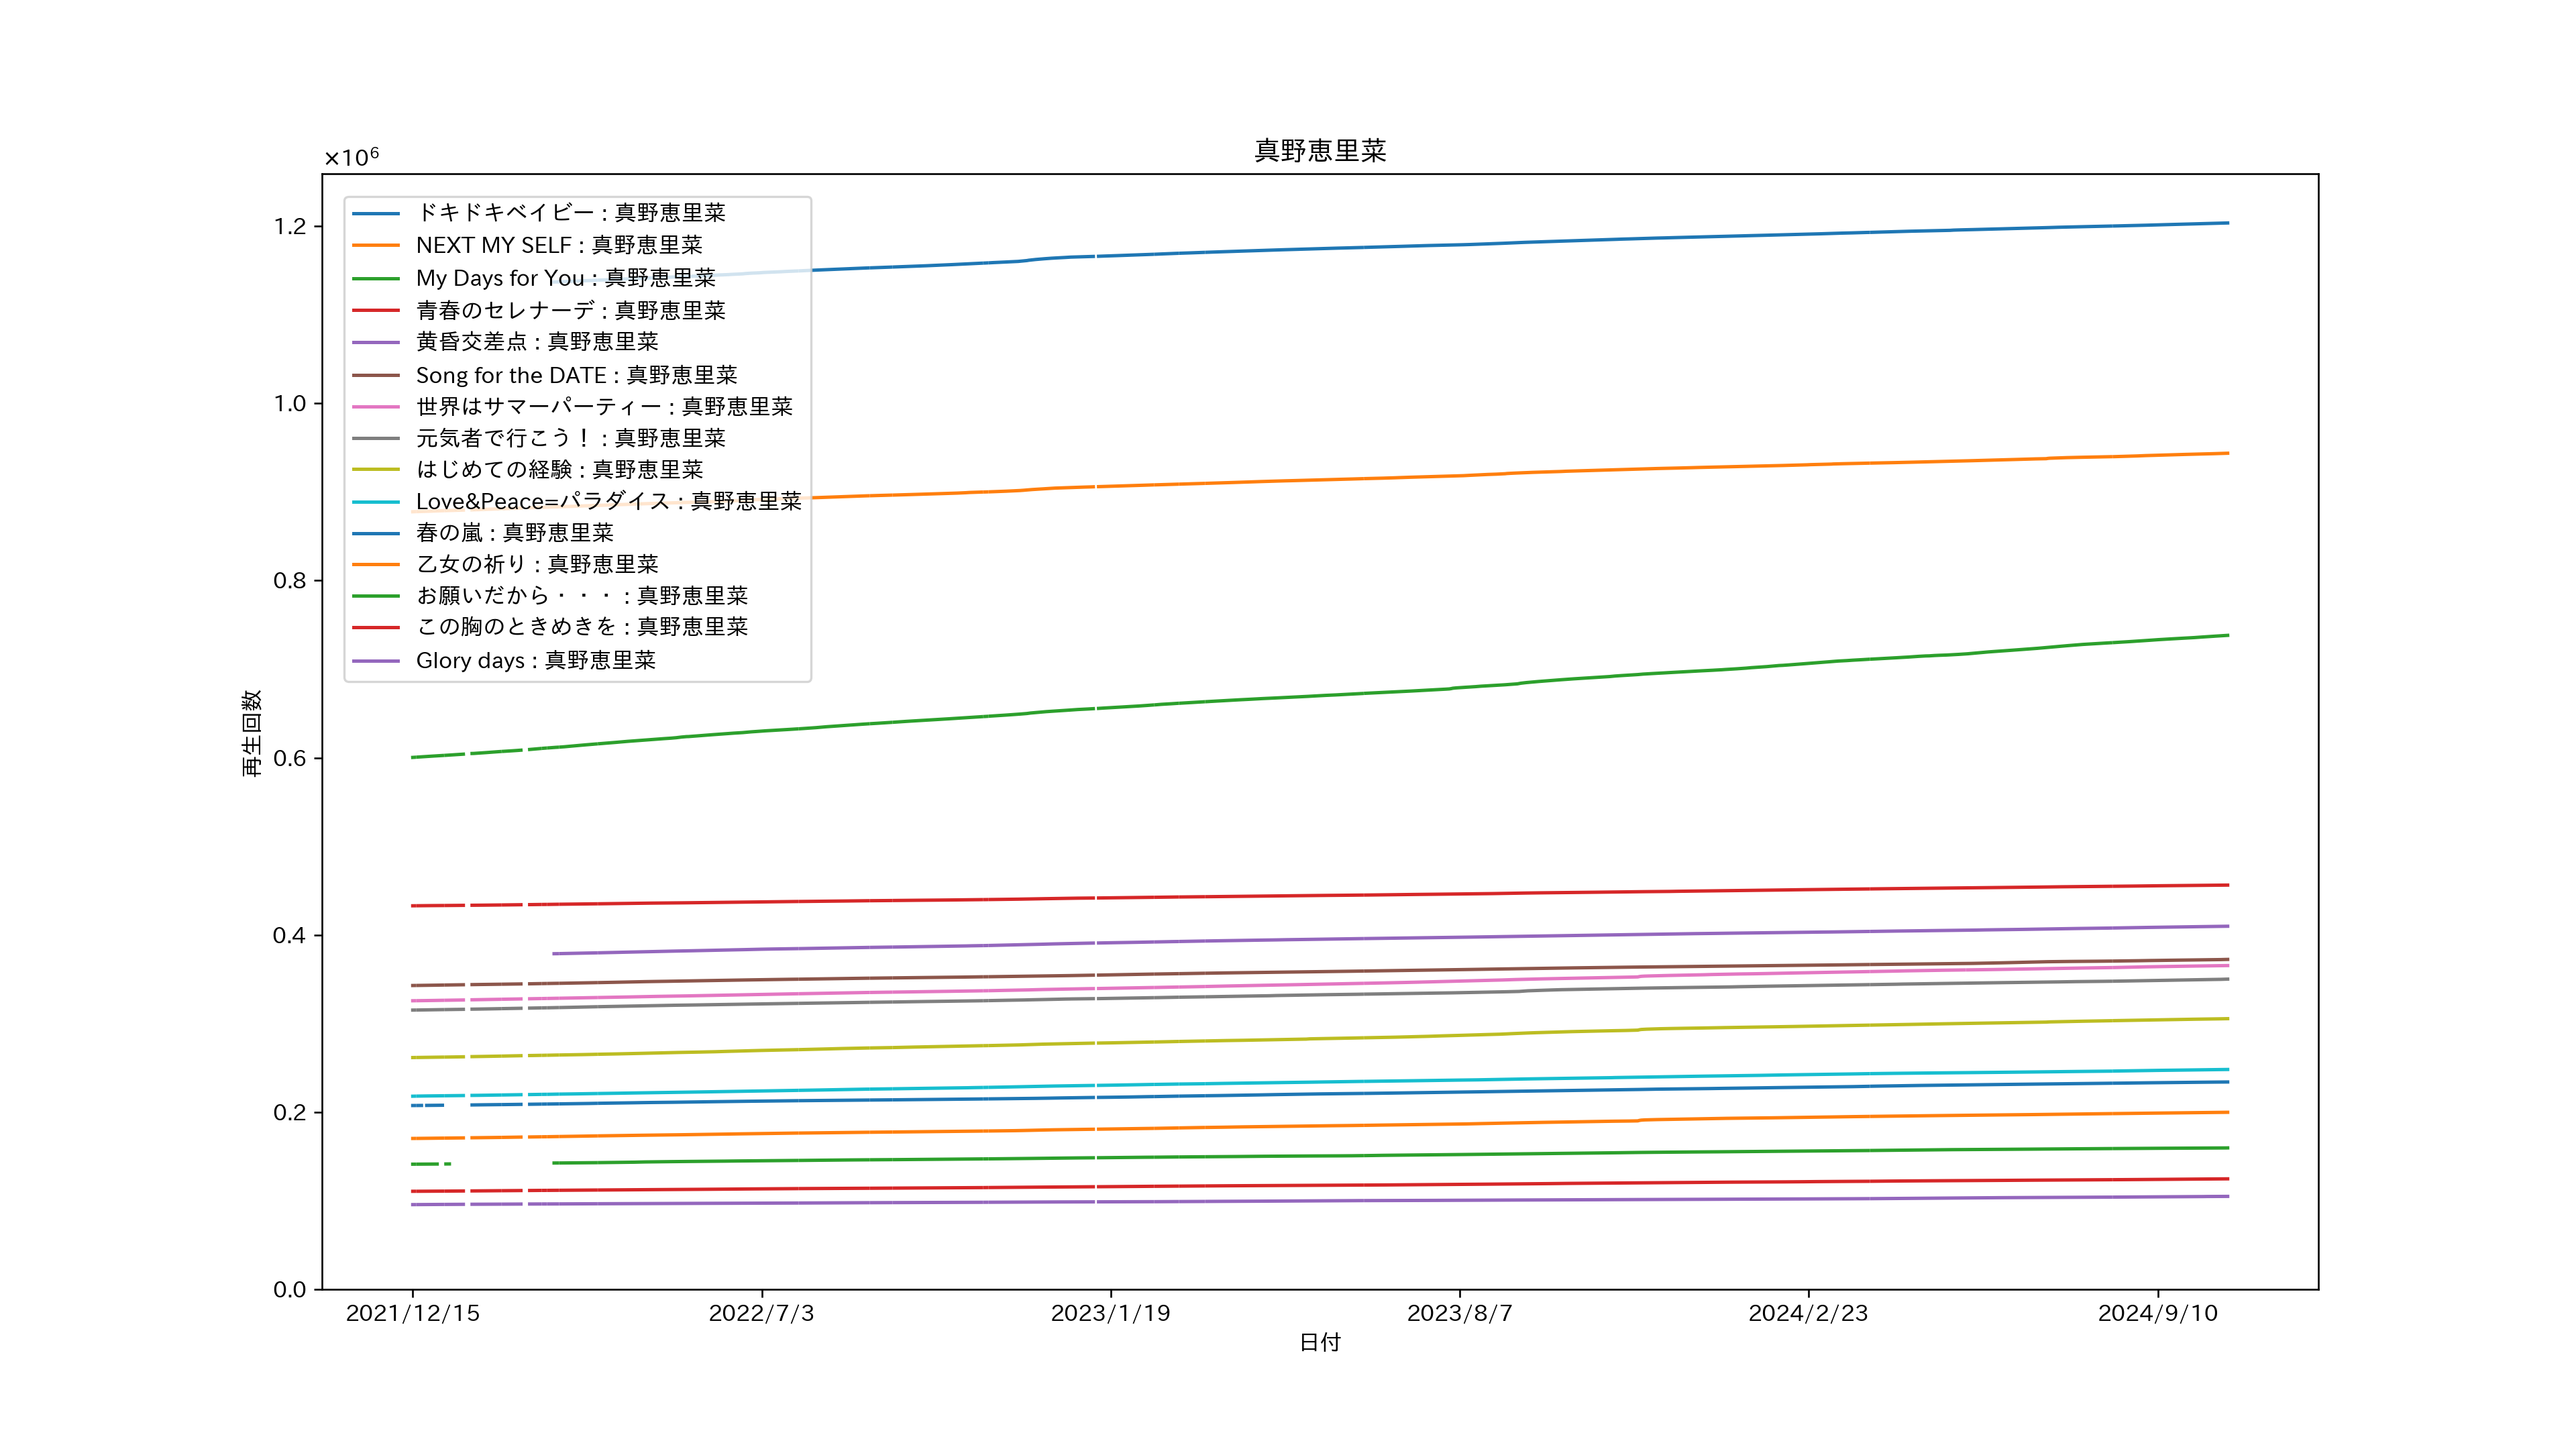 真野恵里菜
×10⁶
1.2
1.0
0.8
0.6
0.4
0.2
0.0
再生回数
ドキドキベイビー : 真野恵里菜
NEXT MY SELF : 真野恵里菜
My Days for You : 真野恵里菜
青春のセレナーデ : 真野恵里菜
黄昏交差点 : 真野恵里菜
Song for the DATE : 真野恵里菜
世界はサマーパーティー : 真野恵里菜
元気者で行こう！ : 真野恵里菜
はじめての経験 : 真野恵里菜
Love&Peace=パラダイス : 真野恵里菜
春の嵐 : 真野恵里菜
乙女の祈り : 真野恵里菜
お願いだから・・・ : 真野恵里菜
この胸のときめきを : 真野恵里菜
Glory days : 真野恵里菜
2021/12/15 2022/7/3 2023/1/19 2023/8/7 2024/2/23 2024/9/10
日付